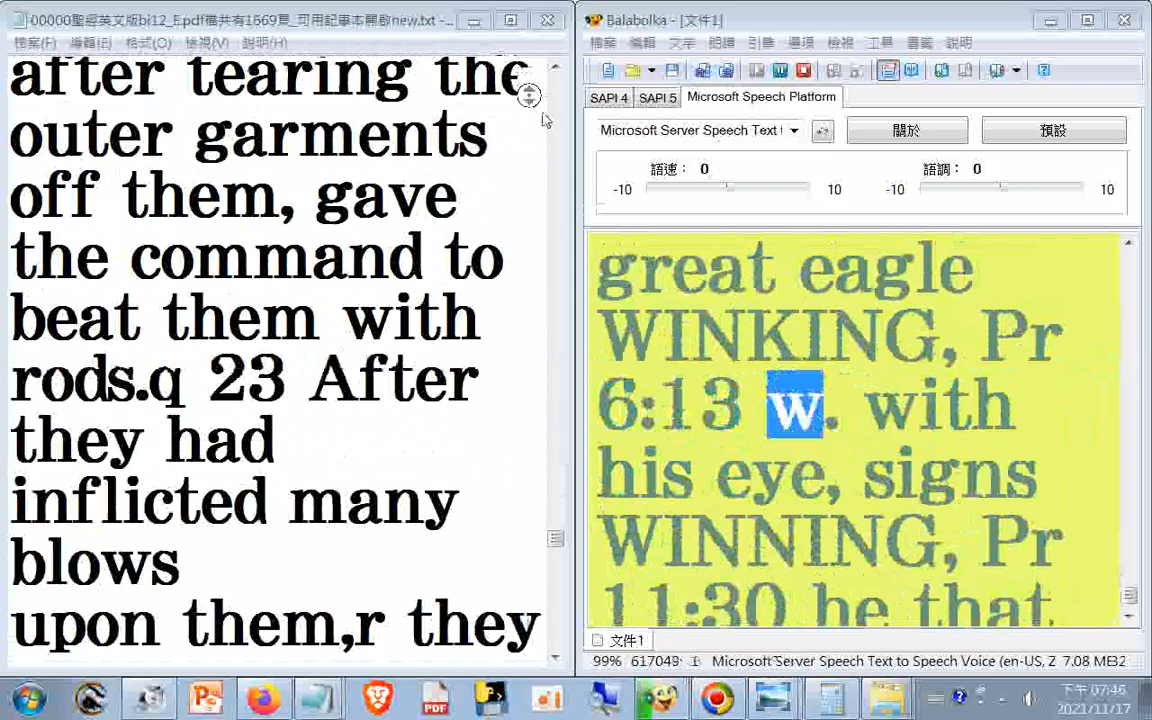 00000聖經英文版bi12_E.pdf檔共有1669頁_可用記事本開啟new.txt -...
檔案(F) 編輯(E) 格式(O) 檢視(V) 說明(H)
after tearing the
outer garments
off them, gave
the command to
beat them with
rods.q 23 After
they had
inflicted many
blows
upon them,r they
Balabolka - [文件1]
檔案 編輯 文字 朗讀 引章 選項 檢視 工具 書籤 說明
SAPI 4 SAPI 5 Microsoft Speech Platform
Microsoft Server Speech Text 關於 預設
語速： 0 語調： 0
-10 10 -10 10
great eagle
WINKING, Pr
6:13 w. with
his eye, signs
WINNING, Pr
11:30 he that
文件1
99% Microsoft Server Speech Text to Speech Voice (en-US, Z 7.08 MB
PDF
下午 07:46
2021/11/17